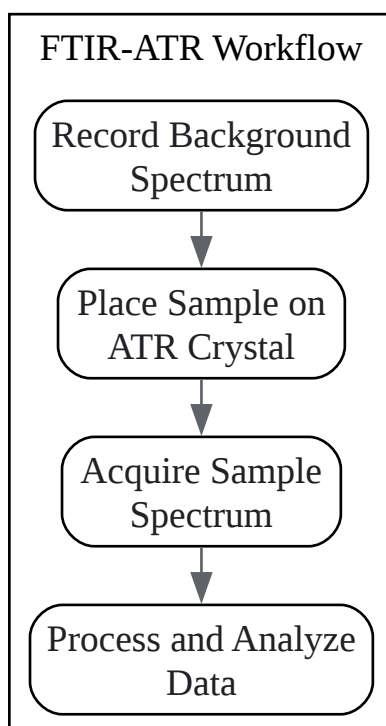 FTIR-ATR Workflow
Record Background
Spectrum
Place Sample on
ATR Crystal
Acquire Sample
Spectrum
Process and Analyze
Data